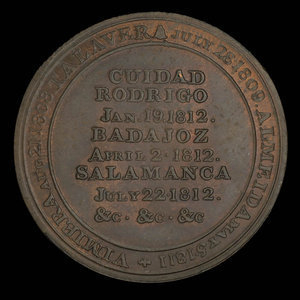 VIMIERA AUG. 21. 1808. TALAVERA JULY 28. 1809. ALMEIDA MAY 5. 1811
CUIDAD
RODRIGO
JAN. 19. 1812.
BADAJOZ
APRIL 2. 1812.
SALAMANCA
JULY 22. 1812.
&c. &c. &c